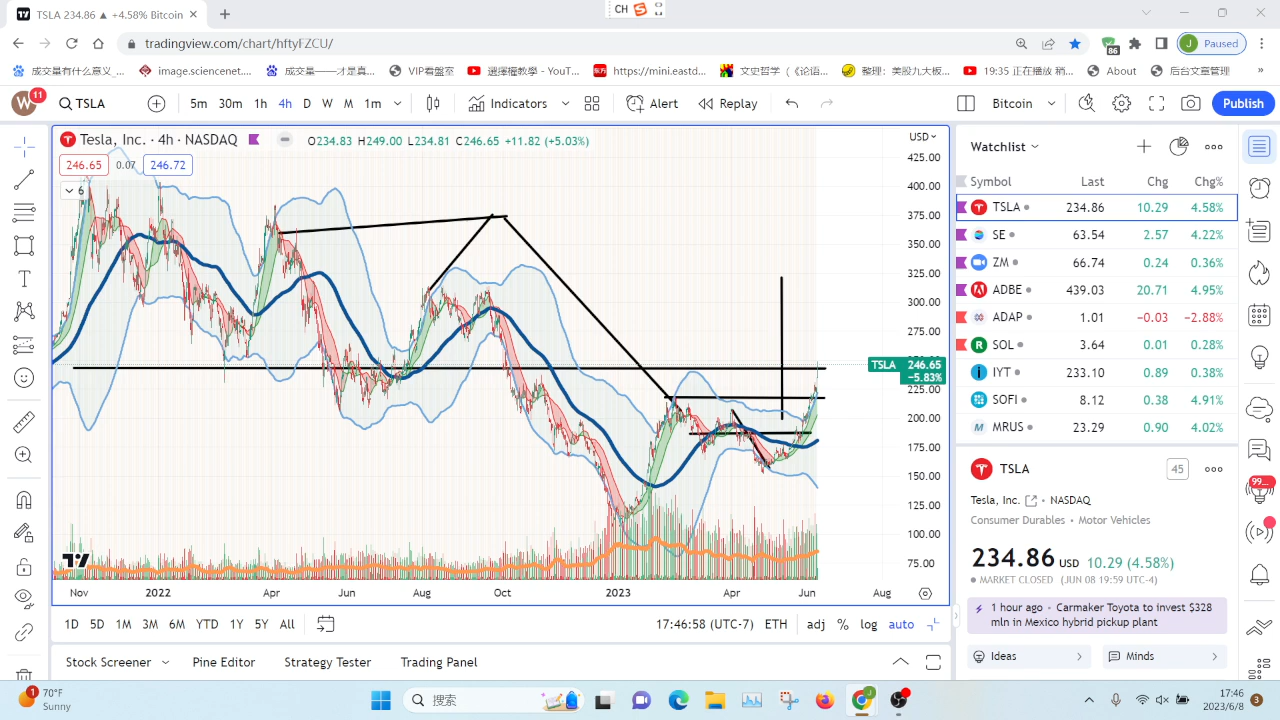 TSLA 234.86 ▲ +4.58% Bitcoin
CH
tradingview.com/chart/hftyFZCU/
86
J Paused
成交量有什么意义_...
image.sciencenet....
成交量——才是真...
VIP看盤室
選擇權教學 - YouT...
https://mini.eastd...
文史哲学 (《论语...
整理：美股九大板...
19:35 正在播放 稍...
About
后台文章管理
»
W 11
TSLA
5m 30m 1h 4h D W M 1m
Indicators
Alert
Replay
Bitcoin
Publish
Tesla, Inc. · 4h · NASDAQ
O234.83 H249.00 L234.81 C246.65 +11.82 (+5.03%)
USD
246.65 0.07 246.72
6
425.00
400.00
375.00
350.00
325.00
300.00
275.00
TSLA 246.65
−5.83%
225.00
200.00
175.00
150.00
125.00
100.00
75.00
Nov 2022 Apr Jun Aug Oct 2023 Apr Jun Aug
1D 5D 1M 3M 6M YTD 1Y 5Y All
17:46:58 (UTC-7) ETH adj % log auto
Stock Screener
Pine Editor
Strategy Tester
Trading Panel
Watchlist
Symbol Last Chg Chg%
TSLA 234.86 10.29 4.58%
SE 63.54 2.57 4.22%
ZM 66.74 0.24 0.36%
ADBE 439.03 20.71 4.95%
ADAP 1.01 −0.03 −2.88%
SOL 3.64 0.01 0.28%
IYT 233.10 0.89 0.38%
SOFI 8.12 0.38 4.91%
MRUS 23.29 0.90 4.02%
TSLA 45
Tesla, Inc. · NASDAQ
Consumer Durables • Motor Vehicles
234.86 USD 10.29 (4.58%)
MARKET CLOSED (JUN 08 19:59 UTC-4)
1 hour ago · Carmaker Toyota to invest $328
mln in Mexico hybrid pickup plant
Ideas
Minds
99...
1
70°F
Sunny
搜索
17:46
2023/6/8
3